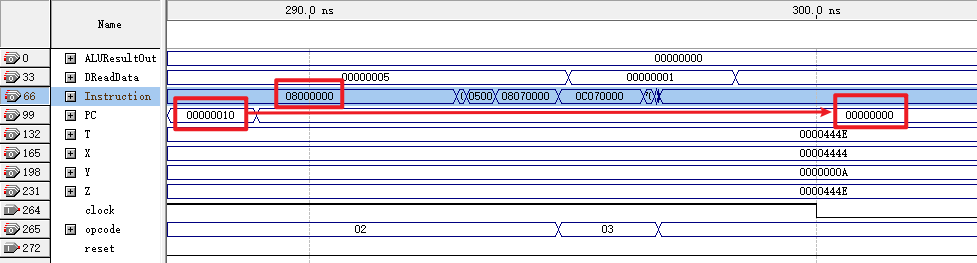 Name
290.0 ns
300.0 ns
0 ALUResultOut 00000000
33 DReadData 00000005 00000001
66 Instruction 08000000 0500 08070000 0C070000
99 PC 00000010 00000000
132 T 0000444E
165 X 00004444
198 Y 0000000A
231 Z 0000444E
264 clock
265 opcode 02 03
272 reset